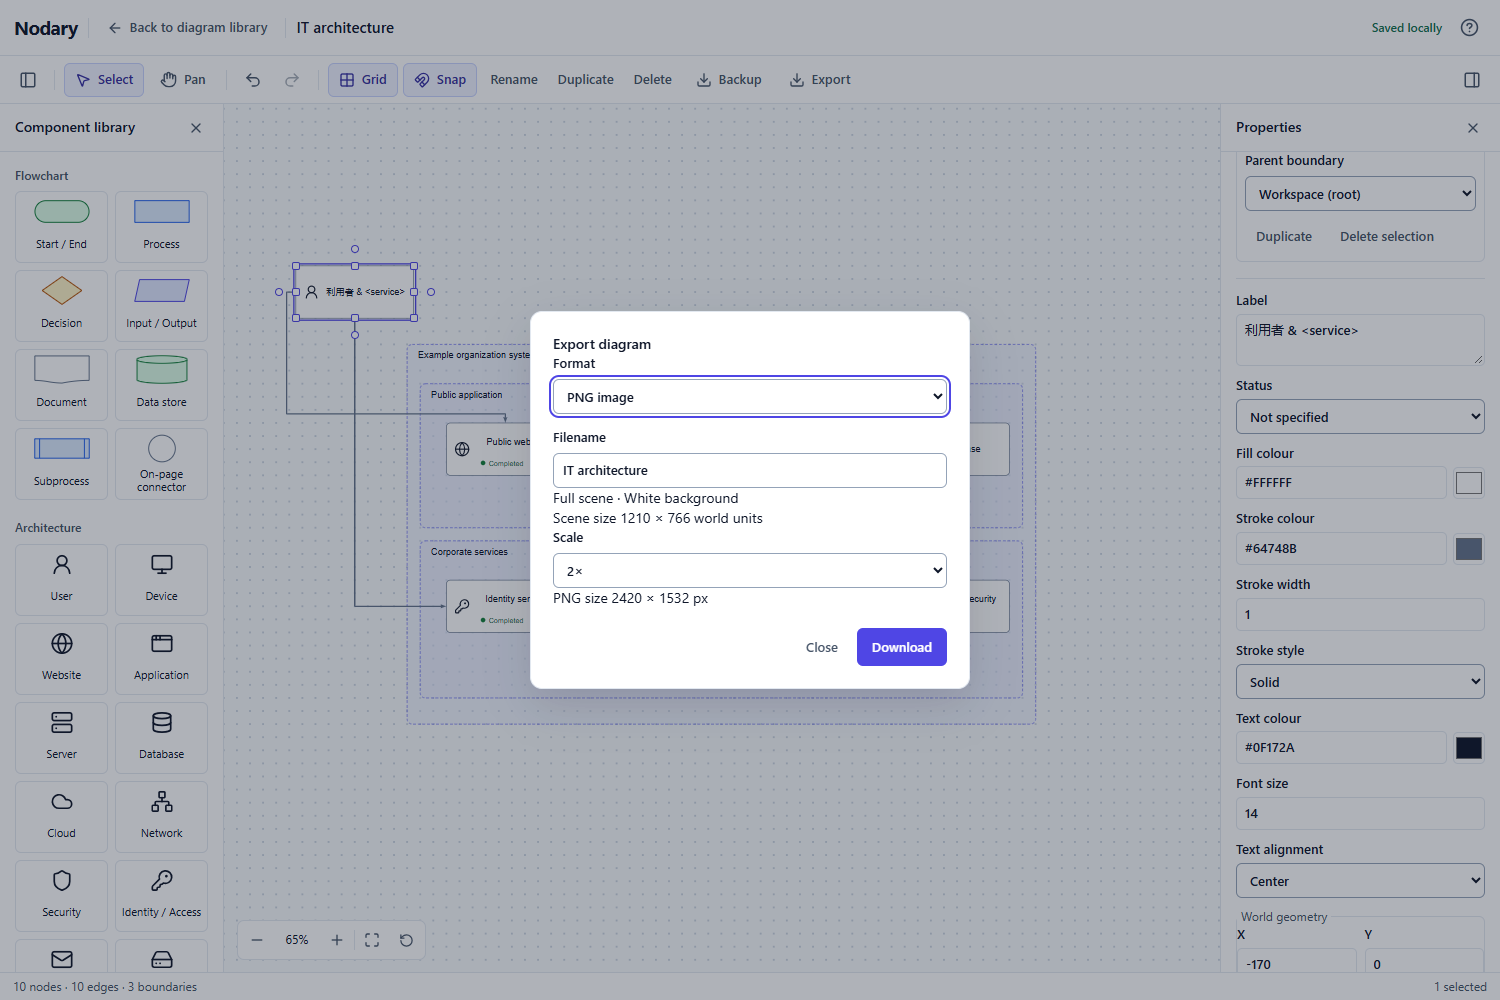 Nodary
Back to diagram library
IT architecture
Saved locally
Select
Pan
Grid
Snap
Rename
Duplicate
Delete
Backup
Export
Component library
Flowchart
Start / End
Process
Decision
Input / Output
Document
Data store
Subprocess
On-page
connector
Architecture
User
Device
Website
Application
Server
Database
Cloud
Network
Security
Identity / Access
利用者 & <service>
Example organization syste
Public application
Public web
Completed
se
Corporate services
Identity ser
Completed
ecurity
Export diagram
Format
PNG image
Filename
IT architecture
Full scene · White background
Scene size 1210 × 766 world units
Scale
2×
PNG size 2420 × 1532 px
Close
Download
65%
Properties
Parent boundary
Workspace (root)
Duplicate
Delete selection
Label
利用者 & <service>
Status
Not specified
Fill colour
#FFFFFF
Stroke colour
#64748B
Stroke width
1
Stroke style
Solid
Text colour
#0F172A
Font size
14
Text alignment
Center
World geometry
X
Y
-170
0
10 nodes · 10 edges · 3 boundaries
1 selected